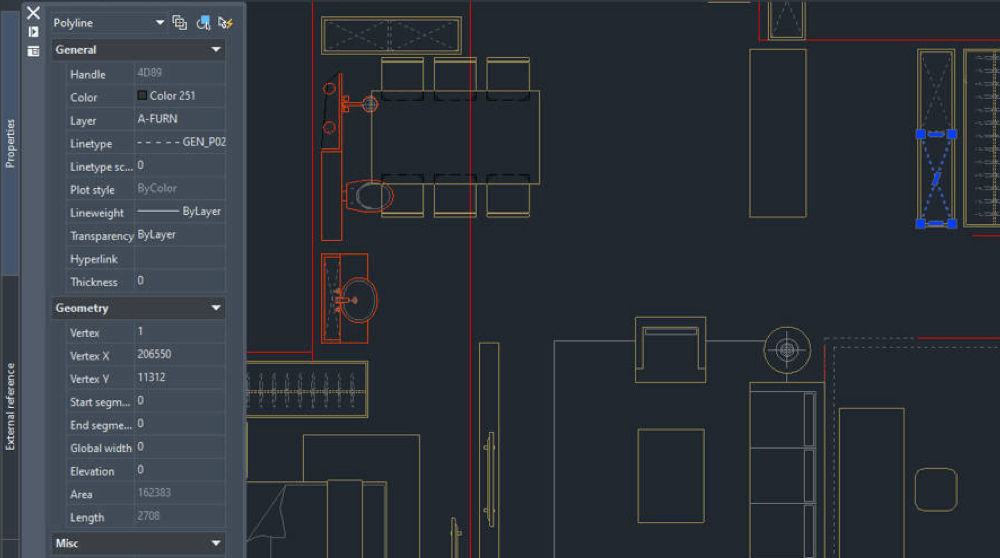 Polyline
General
Handle 4D89
Color Color 251
Layer A-FURN
Linetype GEN_P02
Linetype sc... 0
Plot style ByColor
Lineweight ByLayer
Transparency ByLayer
Hyperlink
Thickness 0
Geometry
Vertex 1
Vertex X 206550
Vertex Y 11312
Start segm... 0
End segme... 0
Global width 0
Elevation 0
Area 162383
Length 2708
Misc
Properties
External reference